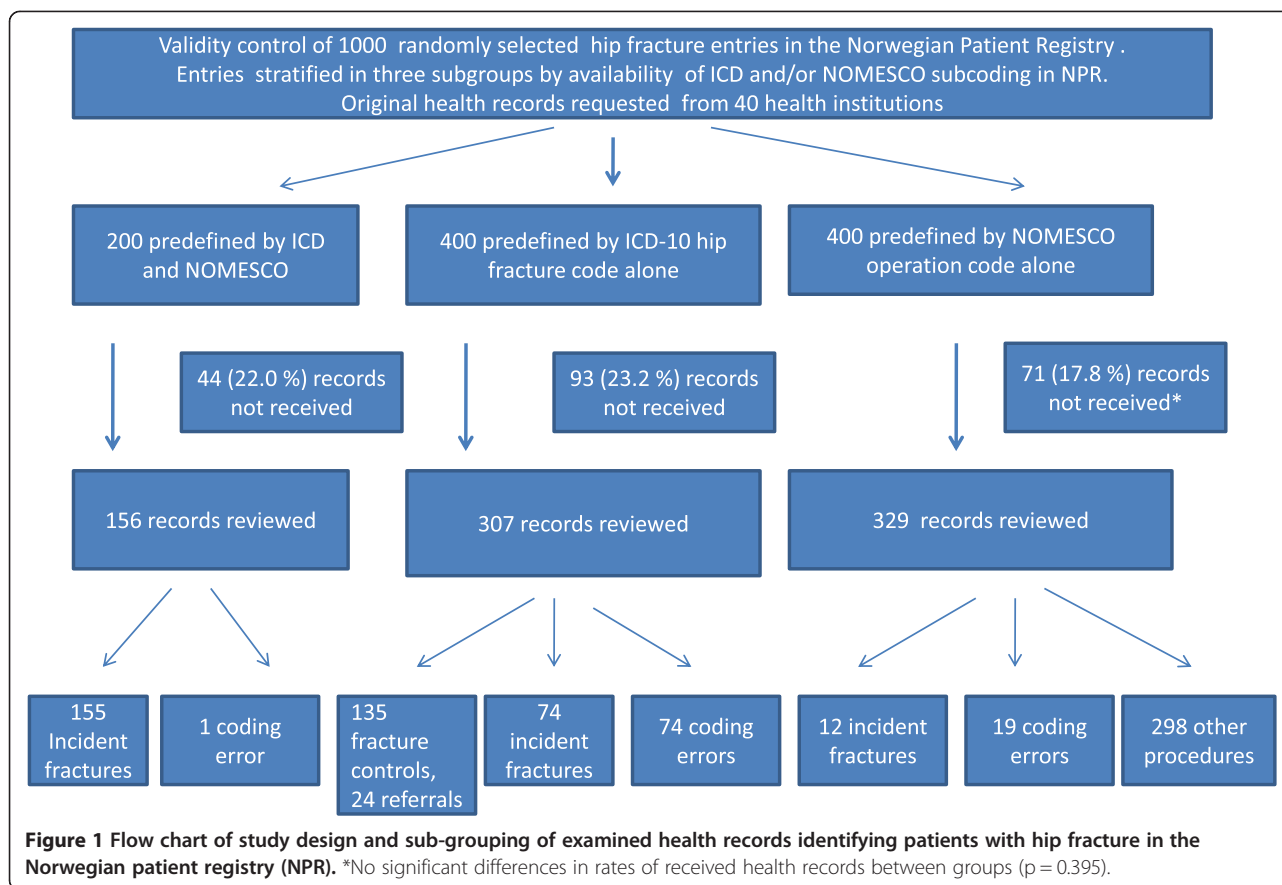 Validity control of 1000 randomly selected hip fracture entries in the Norwegian Patient Registry .
Entries stratified in three subgroups by availability of ICD and/or NOMESCO subcoding in NPR.
Original health records requested from 40 health institutions
200 predefined by ICD
and NOMESCO
400 predefined by ICD-10 hip
fracture code alone
400 predefined by NOMESCO
operation code alone
44 (22.0 %) records
not received
93 (23.2 %) records
not received
71 (17.8 %) records
not received*
156 records reviewed
307 records reviewed
329 records reviewed
155
Incident
fractures
1 coding
error
135
fracture
controls,
24 referrals
74
incident
fractures
74 coding
errors
12 incident
fractures
19 coding
errors
298 other
procedures
Figure 1 Flow chart of study design and sub-grouping of examined health records identifying patients with hip fracture in the
Norwegian patient registry (NPR). *No significant differences in rates of received health records between groups (p = 0.395).